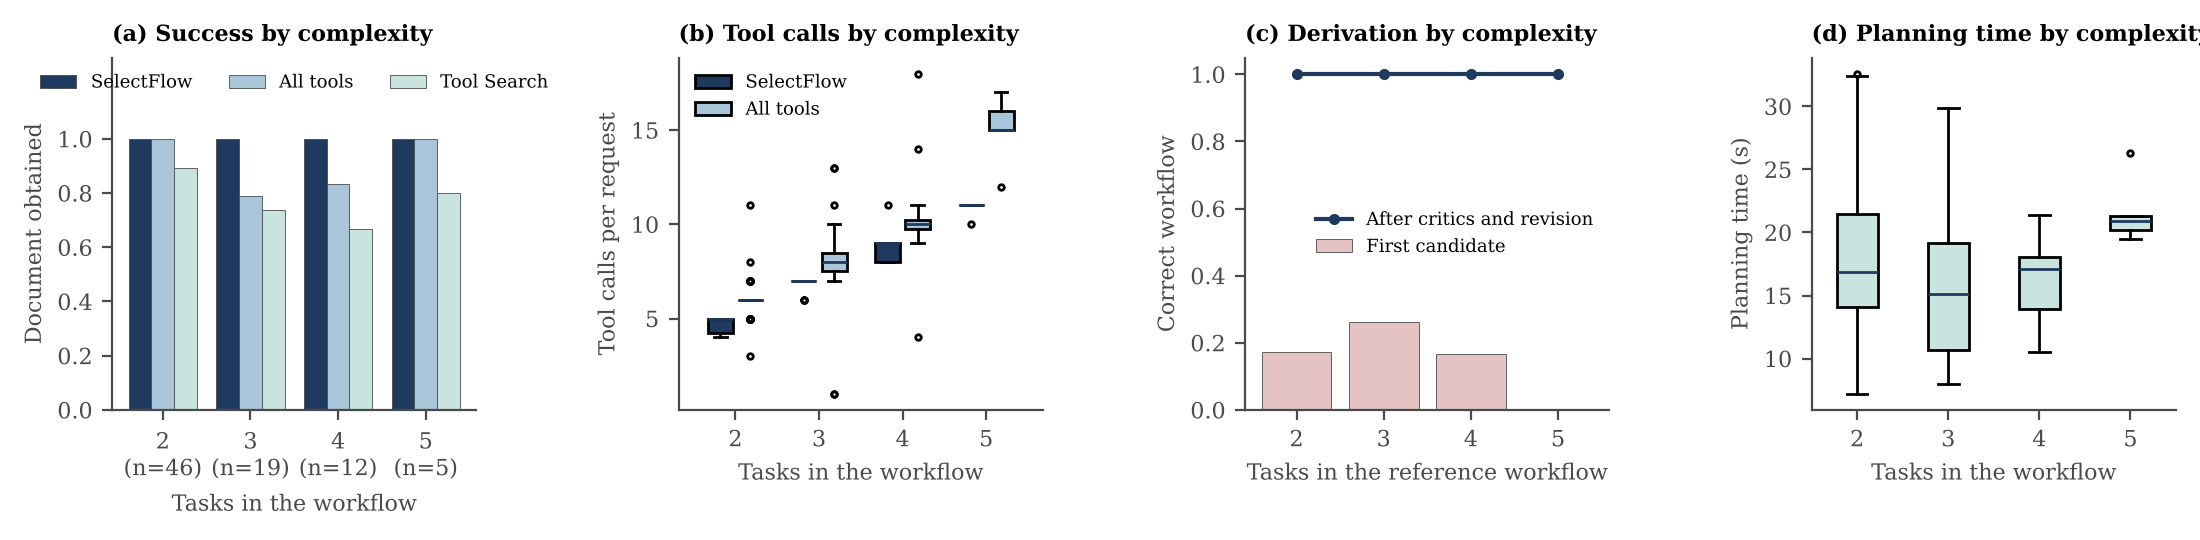 (a) Success by complexity
SelectFlow
All tools
Tool Search
Document obtained
1.0
0.8
0.6
0.4
0.2
0.0
2
3
4
5
(n=46) (n=19) (n=12) (n=5)
Tasks in the workflow
(b) Tool calls by complexity
SelectFlow
All tools
Tool calls per request
15
10
5
2
3
4
5
Tasks in the workflow
(c) Derivation by complexity
Correct workflow
1.0
0.8
0.6
0.4
0.2
0.0
After critics and revision
First candidate
2
3
4
5
Tasks in the reference workflow
(d) Planning time by complexity
Planning time (s)
30
25
20
15
10
2
3
4
5
Tasks in the workflow